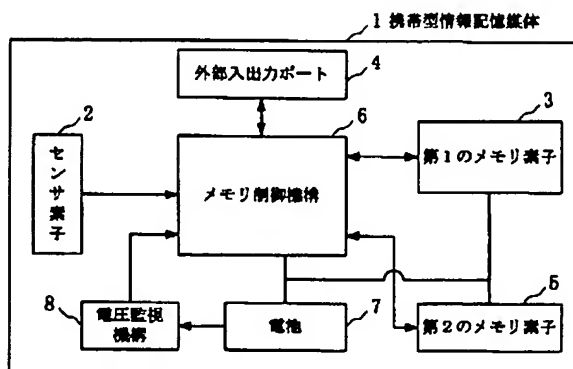 1 携帯型情報記憶媒体
外部入出力ポート
4
2
センサ素子
6
メモリ制御機構
3
第1のメモリ素子
8
電圧監視
機構
電池
7
5
第2のメモリ素子